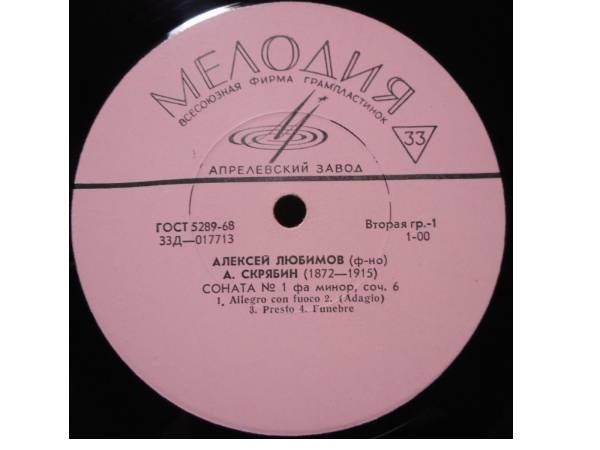 МЕЛОДИЯ
ВСЕСОЮЗНАЯ ФИРМА ГРАМПЛАСТИНОК
33
АПРЕЛЕВСКИЙ ЗАВОД
ГОСТ 5289-68
33Д—017713
Вторая гр.-1
1-00
АЛЕКСЕЙ ЛЮБИМОВ (ф-но)
А. СКРЯБИН (1872—1915)
СОНАТА № 1 фа минор, соч. 6
1. Allegro con fuoco 2. (Adagio)
3. Presto 4. Funebre